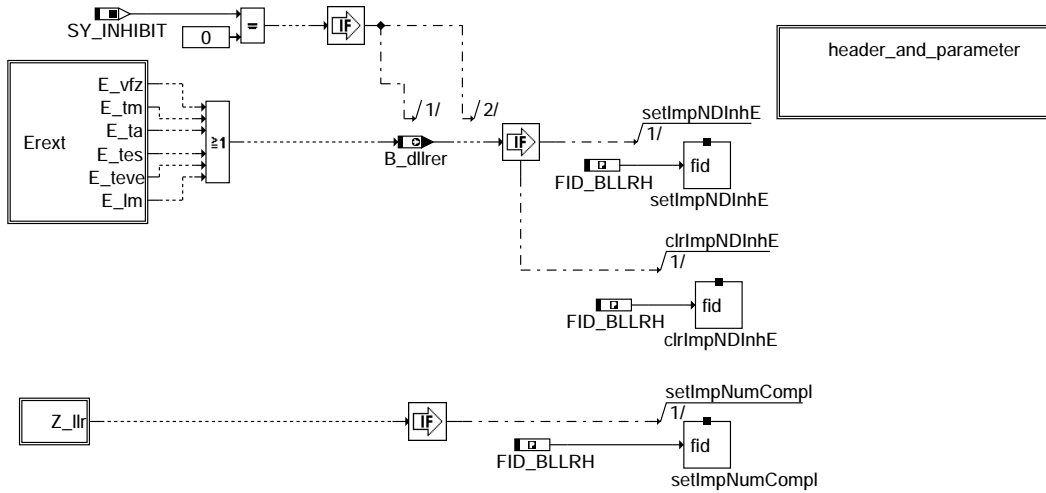 SY_INHIBIT
0
=
IF
header_and_parameter
1/
2/
Erext
E_vfz
E_tm
E_ta
E_tes
E_teve
E_lm
≥1
B_dllrer
IF
setImpNDInhE
1/
FID_BLLRH
fid
setImpNDInhE
clrImpNDInhE
1/
FID_BLLRH
fid
clrImpNDInhE
Z_llr
IF
setImpNumCompl
1/
FID_BLLRH
fid
setImpNumCompl